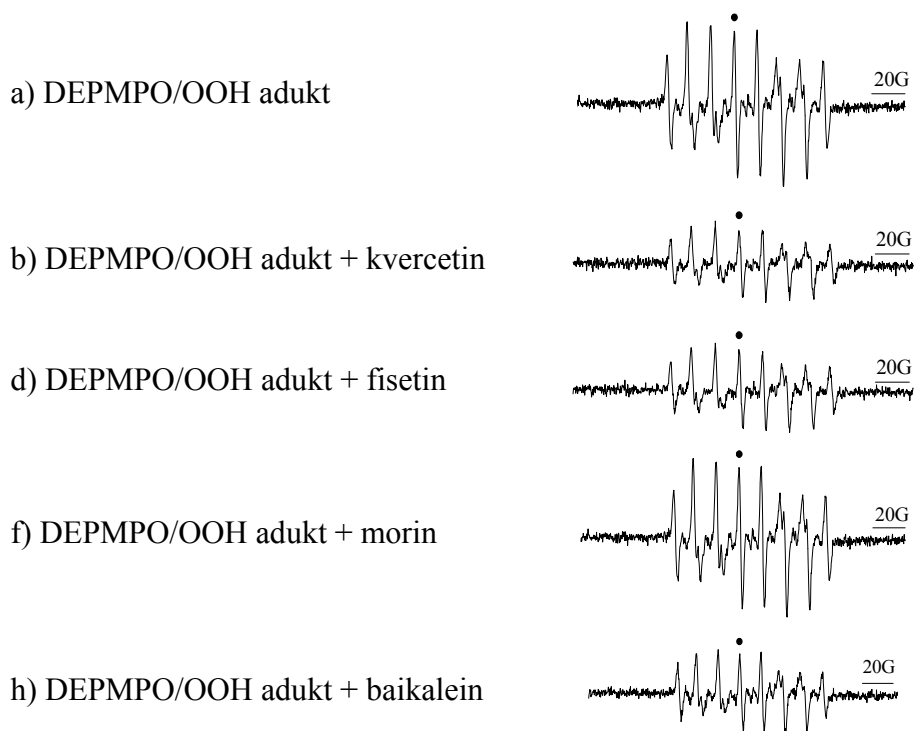 a) DEPMPO/OOH adukt
20G
b) DEPMPO/OOH adukt + kvercetin
20G
d) DEPMPO/OOH adukt + fisetin
20G
f) DEPMPO/OOH adukt + morin
20G
h) DEPMPO/OOH adukt + baikalein
20G